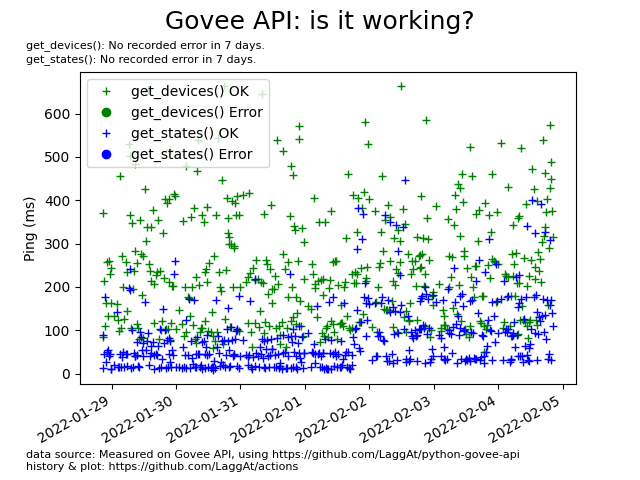 Govee API: is it working?
get_devices(): No recorded error in 7 days.
get_states(): No recorded error in 7 days.
get_devices() OK
get_devices() Error
get_states() OK
get_states() Error
Ping (ms)
600
500
400
300
200
100
0
2022-01-29
2022-01-30
2022-01-31
2022-02-01
2022-02-02
2022-02-03
2022-02-04
2022-02-05
data source: Measured on Govee API, using https://github.com/LaggAt/python-govee-api
history & plot: https://github.com/LaggAt/actions